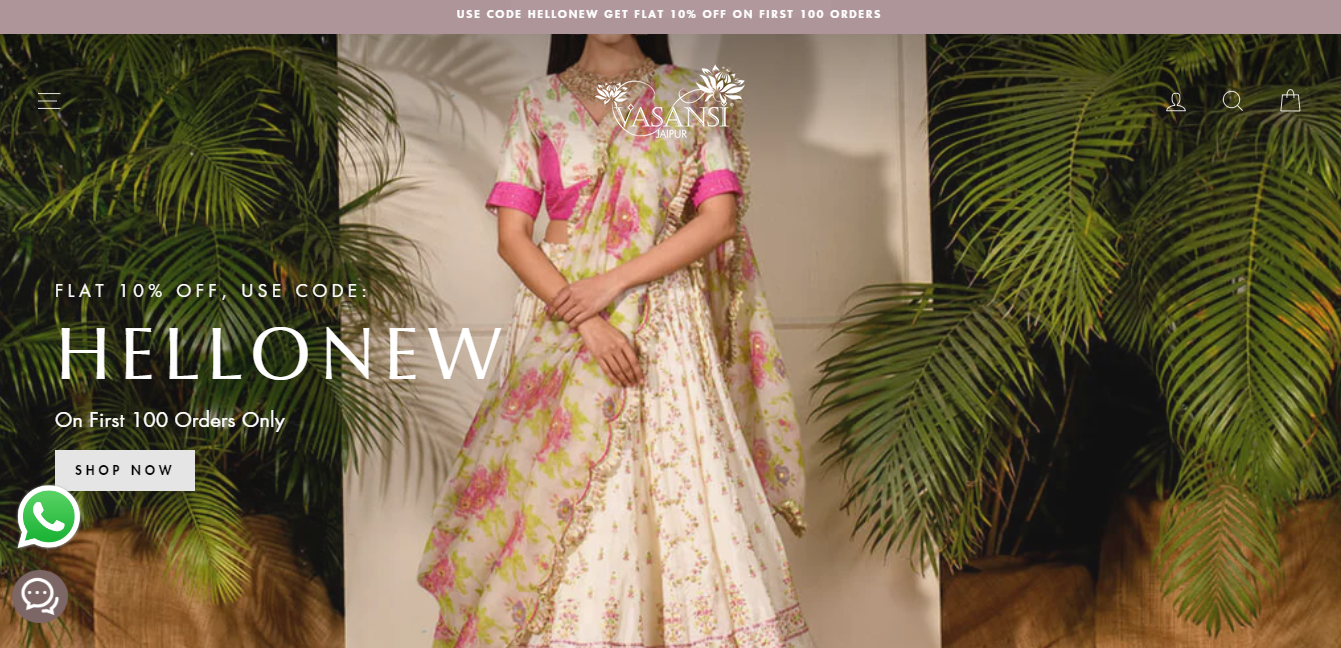 USE CODE HELLONEW GET FLAT 10% OFF ON FIRST 100 ORDERS
VASANSI
JAIPUR
FLAT 10% OFF, USE CODE:
HELLONEW
On First 100 Orders Only
SHOP NOW